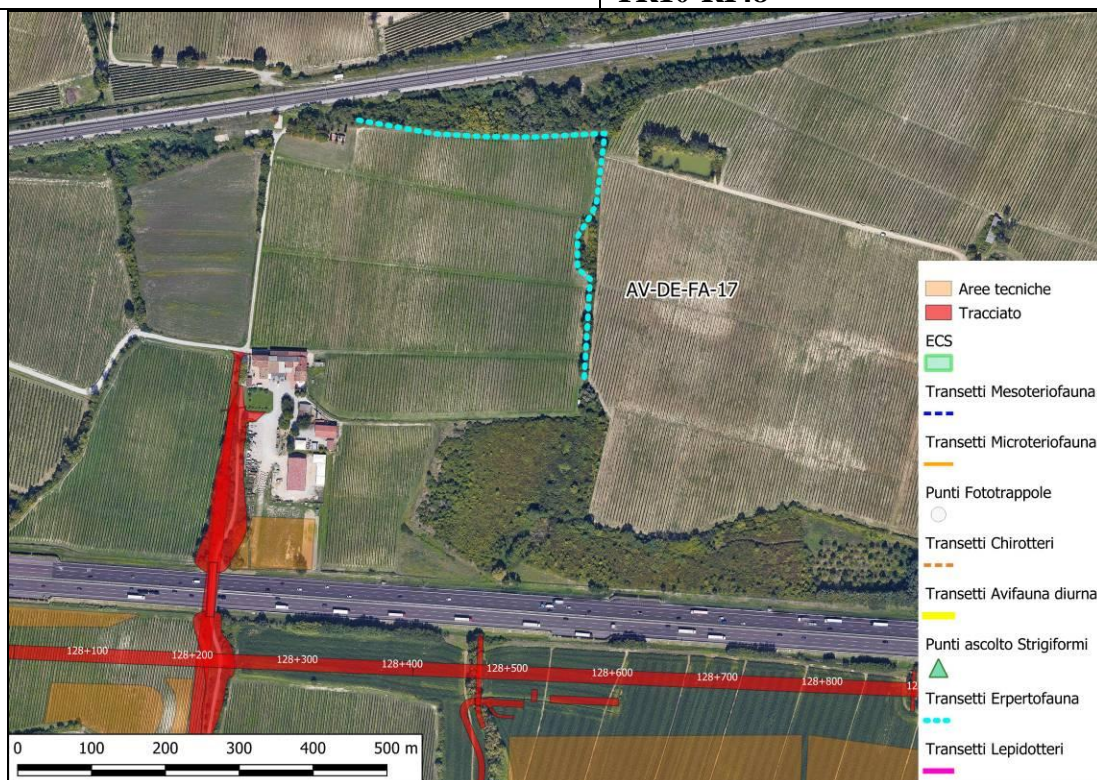 AV-DE-FA-17
Aree tecniche
Tracciato
ECS
Transetti Mesoteriofauna
Transetti Microteriofauna
Punti Fototrappole
Transetti Chirotteri
Transetti Avifauna diurna
Punti ascolto Strigiformi
Transetti Erpertofauna
Transetti Lepidotteri
128+100
128+200
128+300
128+400
128+500
128+600
128+700
128+800
0 100 200 300 400 500 m